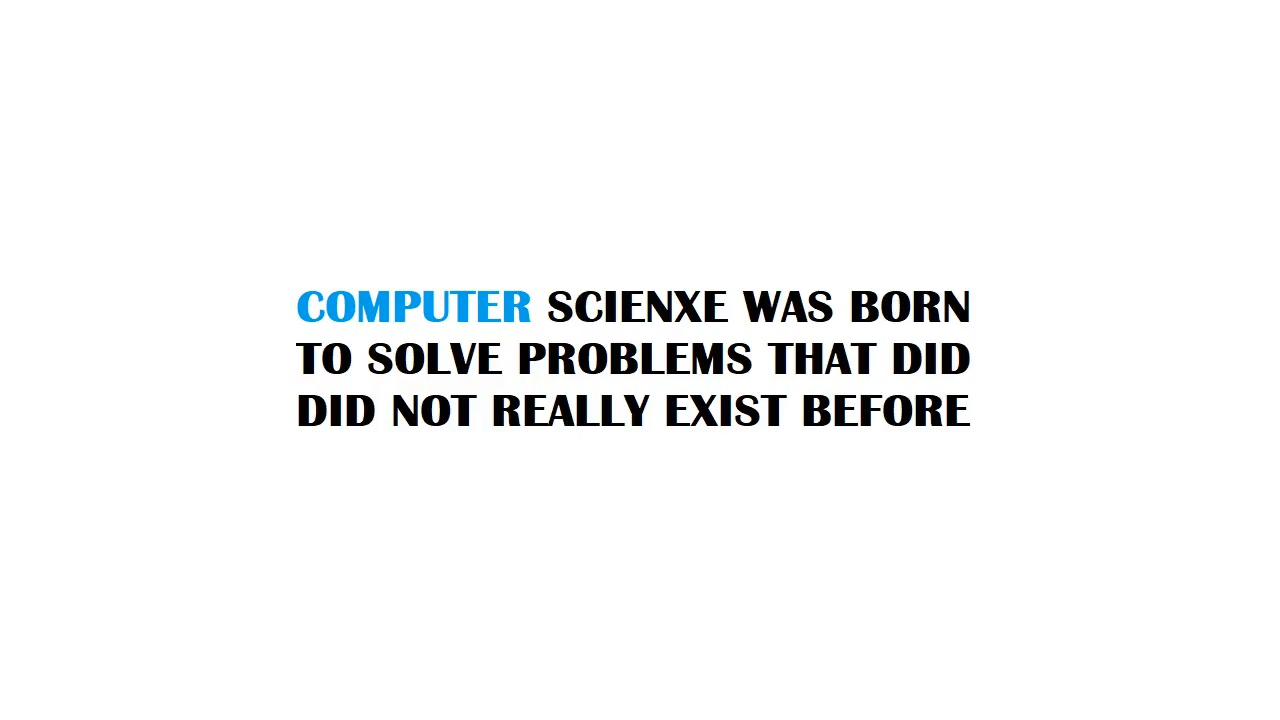 COMPUTER SCIENXE WAS BORN
TO SOLVE PROBLEMS THAT DID
DID NOT REALLY EXIST BEFORE